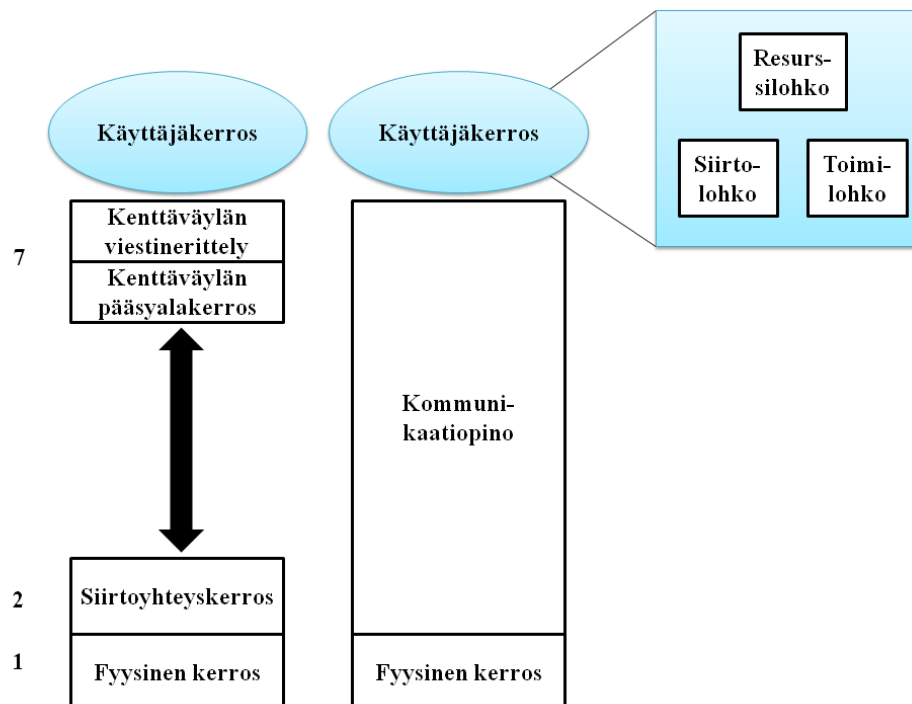 Käyttäjäkerros
Kenttäväylän
viestinerittely
7
Kenttäväylän
pääsyalakerros
2
Siirtoyhteyskerros
1
Fyysinen kerros
Käyttäjäkerros
Kommuni-
kaatiopino
Fyysinen kerros
Resurs-
silohko
Siirto-
lohko
Toimi-
lohko